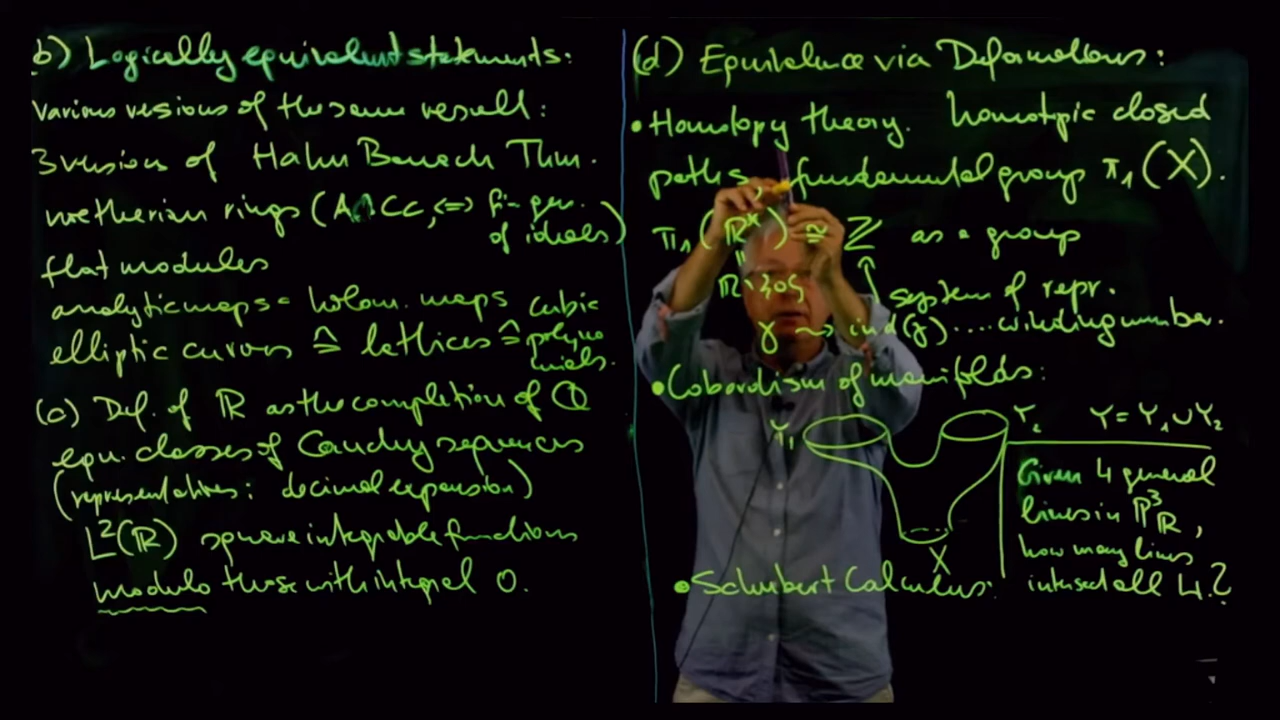 b) Logically equivalent statements:
various versions of the same result:
3 version of Hahn Banach Thm.
noetherian rings (ACC, <=> fi-gen. of ideals)
flat modules
analytic maps = holom. maps
elliptic curves ≙ lattices ≙ cubic polynomials.
(c) Def. of ℝ as the completion of ℚ
equ. classes of Cauchy sequences
(representatives: decimal expansion)
L²(ℝ) square integrable functions
modulo those with integral 0.
(d) Equivalence via Deformations:
• Homotopy theory. homotopic closed
paths, fundamental group π₁(X).
π₁(ℝ*) ≅ ℤ as a group
ℝ∖{0} system of repr.
γ ⇝ ind(γ) .... winding number.
• Cobordism of manifolds:
Y₁ Y₂ Y = Y₁ ∪ Y₂
X
• Schubert Calculus:
Given 4 general
lines in ℙ³ℝ,
how many lines
intersect all 4?